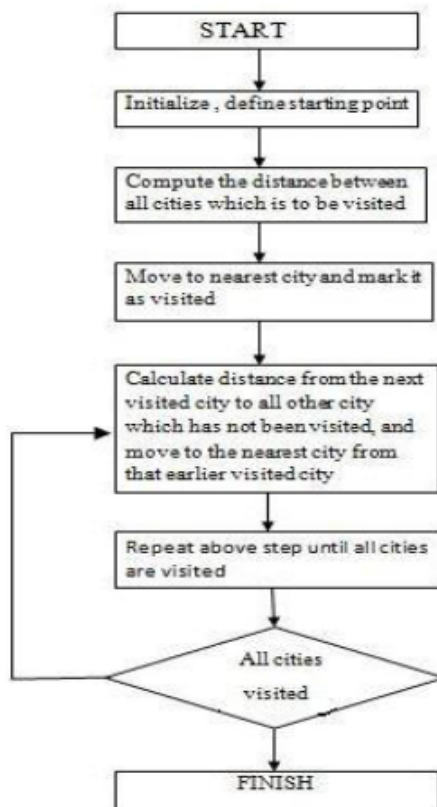 START
Initialize , define starting point
Compute the distance between
all cities which is to be visited
Move to nearest city and mark it
as visited
Calculate distance from the next
visited city to all other city
which has not been visited, and
move to the nearest city from
that earlier visited city
Repeat above step until all cities
are visited
All cities
visited
FINISH